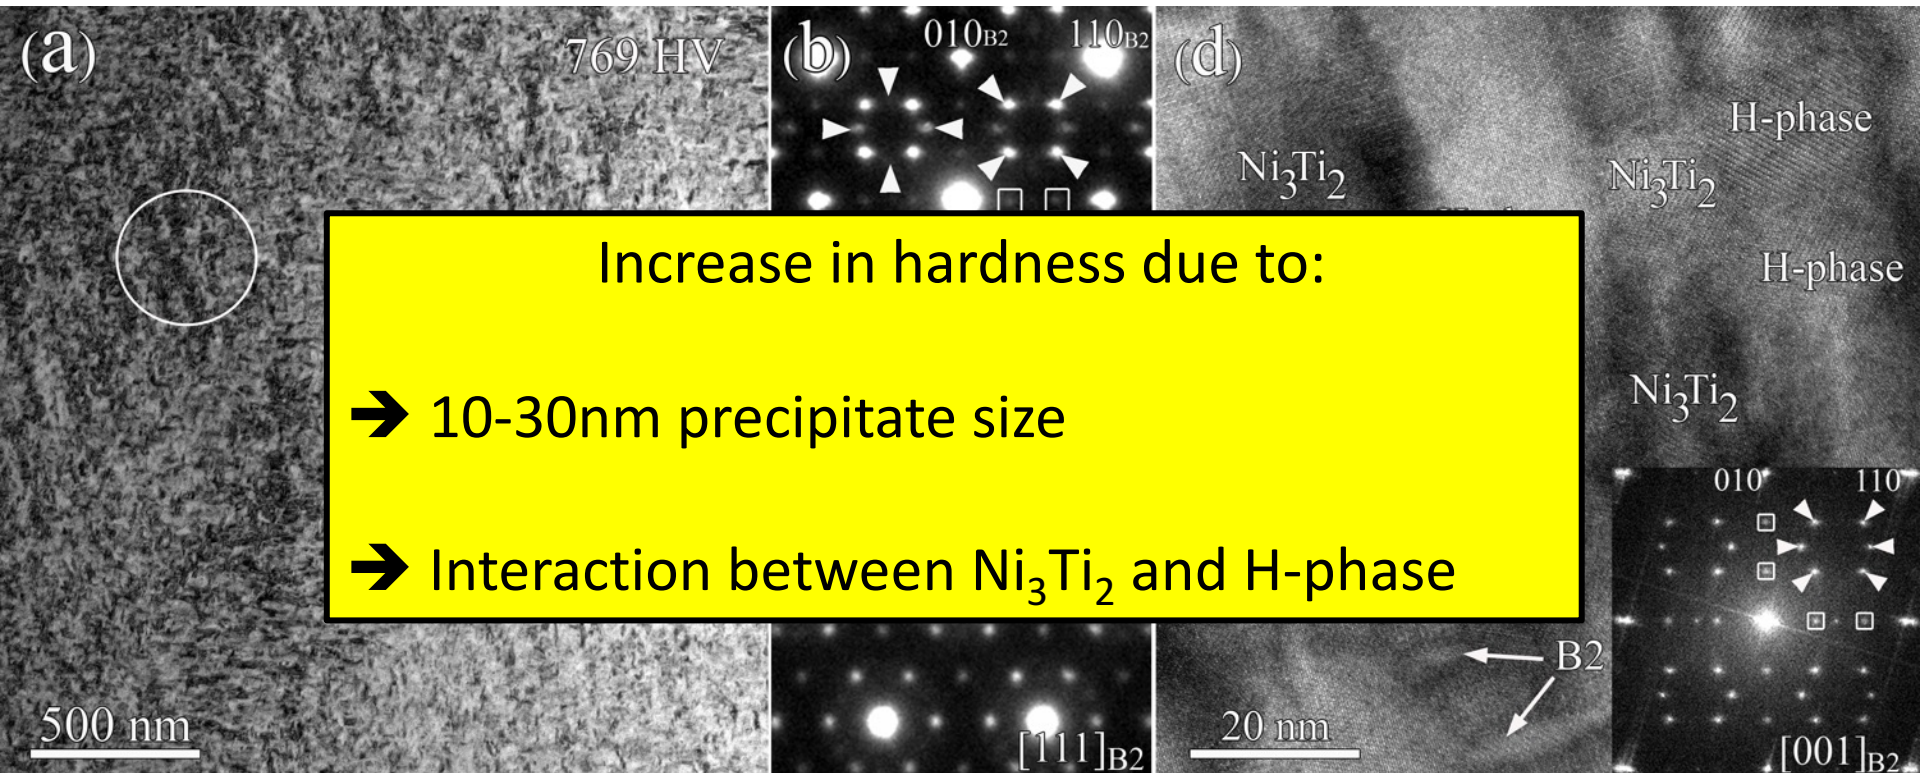 (a)
769 HV
500 nm
(b)
010B2
110B2
[111]B2
(d)
H-phase
Ni3Ti2
Ni3Ti2
H-phase
Ni3Ti2
B2
20 nm
010
110
[001]B2
Increase in hardness due to:
➔ 10-30nm precipitate size
➔ Interaction between Ni3Ti2 and H-phase